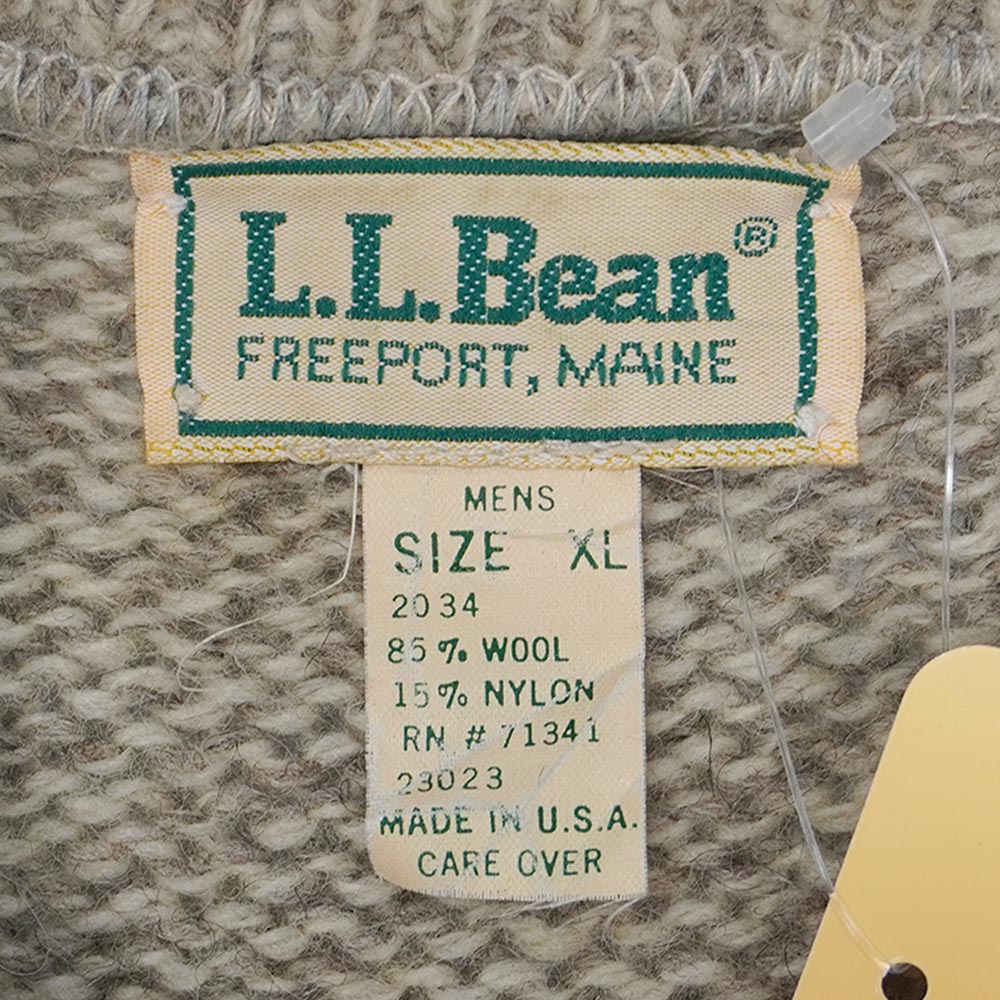 L.L.Bean®
FREEPORT, MAINE
MENS
SIZE XL
2034
85% WOOL
15% NYLON
RN # 71341
23023
MADE IN U.S.A.
CARE OVER